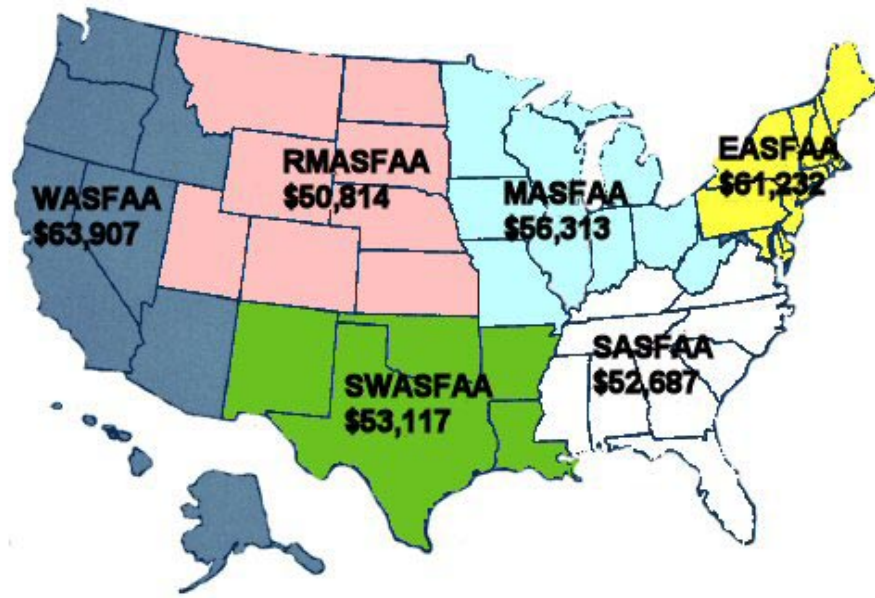 WASFAA
$63,907
RMASFAA
$50,814
MASFAA
$56,313
EASFAA
$61,232
SWASFAA
$53,117
SASFAA
$52,687